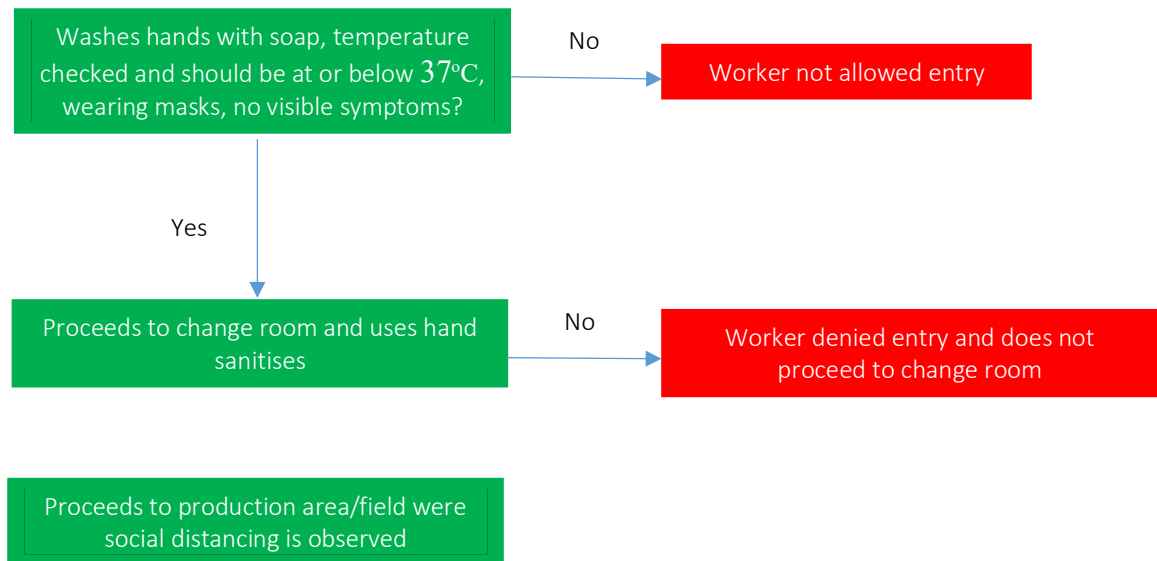 Washes hands with soap, temperature
checked and should be at or below 37°C,
wearing masks, no visible symptoms?
No
Worker not allowed entry
Yes
Proceeds to change room and uses hand
sanitises
No
Worker denied entry and does not
proceed to change room
Proceeds to production area/field were
social distancing is observed